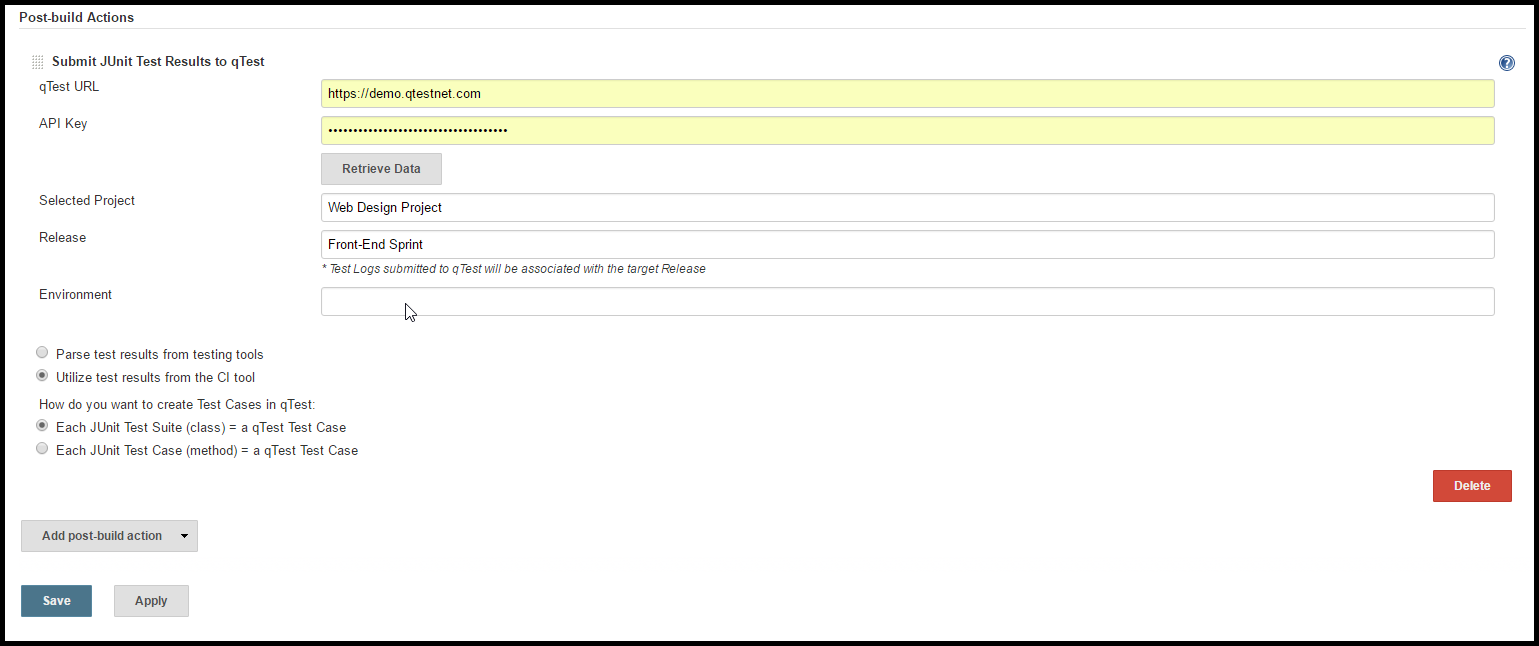 Post-build Actions
Submit JUnit Test Results to qTest
?
qTest URL
https://demo.qtestnet.com
API Key
••••••••••••••••••••••••••••••••••••
Retrieve Data
Selected Project
Web Design Project
Release
Front-End Sprint
* Test Logs submitted to qTest will be associated with the target Release
Environment
Parse test results from testing tools
Utilize test results from the CI tool
How do you want to create Test Cases in qTest:
Each JUnit Test Suite (class) = a qTest Test Case
Each JUnit Test Case (method) = a qTest Test Case
Delete
Add post-build action
Save Apply